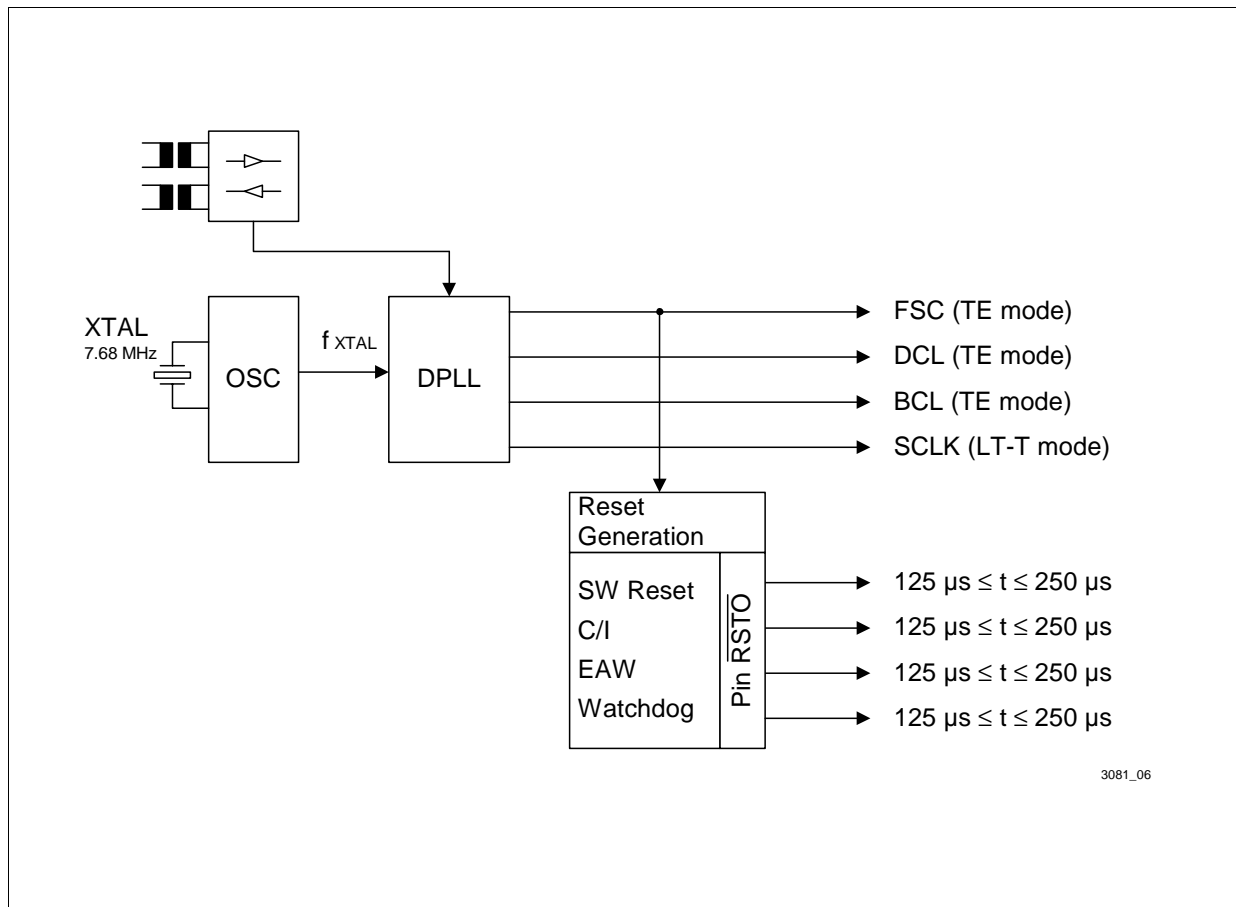 XTAL
7.68 MHz
OSC
f XTAL
DPLL
FSC (TE mode)
DCL (TE mode)
BCL (TE mode)
SCLK (LT-T mode)
Reset
Generation
SW Reset
C/I
EAW
Watchdog
Pin R̅S̅T̅O̅
125 µs ≤ t ≤ 250 µs
125 µs ≤ t ≤ 250 µs
125 µs ≤ t ≤ 250 µs
125 µs ≤ t ≤ 250 µs
3081_06